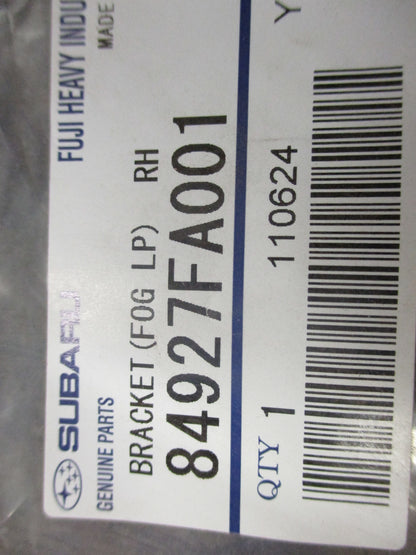 SUBARU FUJI HEAVY INDU
GENUINE PARTS MADE
BRACKET(FOG LP) RH
84927FA001
QTY 1 110624 Y